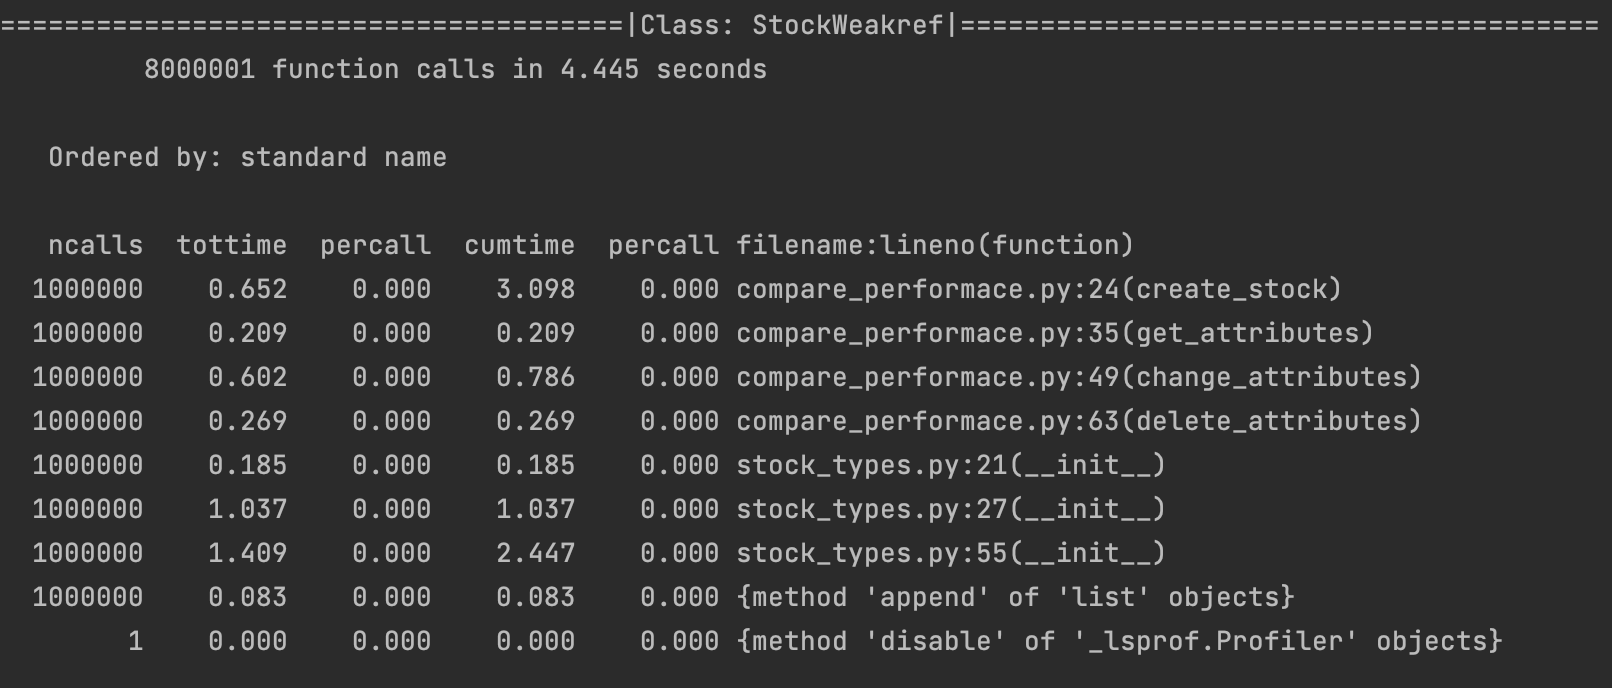 =======================================|Class: StockWeakref|========================================
8000001 function calls in 4.445 seconds
Ordered by: standard name
ncalls  tottime  percall  cumtime  percall filename:lineno(function)
1000000    0.652    0.000    3.098    0.000 compare_performace.py:24(create_stock)
1000000    0.209    0.000    0.209    0.000 compare_performace.py:35(get_attributes)
1000000    0.602    0.000    0.786    0.000 compare_performace.py:49(change_attributes)
1000000    0.269    0.000    0.269    0.000 compare_performace.py:63(delete_attributes)
1000000    0.185    0.000    0.185    0.000 stock_types.py:21(__init__)
1000000    1.037    0.000    1.037    0.000 stock_types.py:27(__init__)
1000000    1.409    0.000    2.447    0.000 stock_types.py:55(__init__)
1000000    0.083    0.000    0.083    0.000 {method 'append' of 'list' objects}
1    0.000    0.000    0.000    0.000 {method 'disable' of '_lsprof.Profiler' objects}